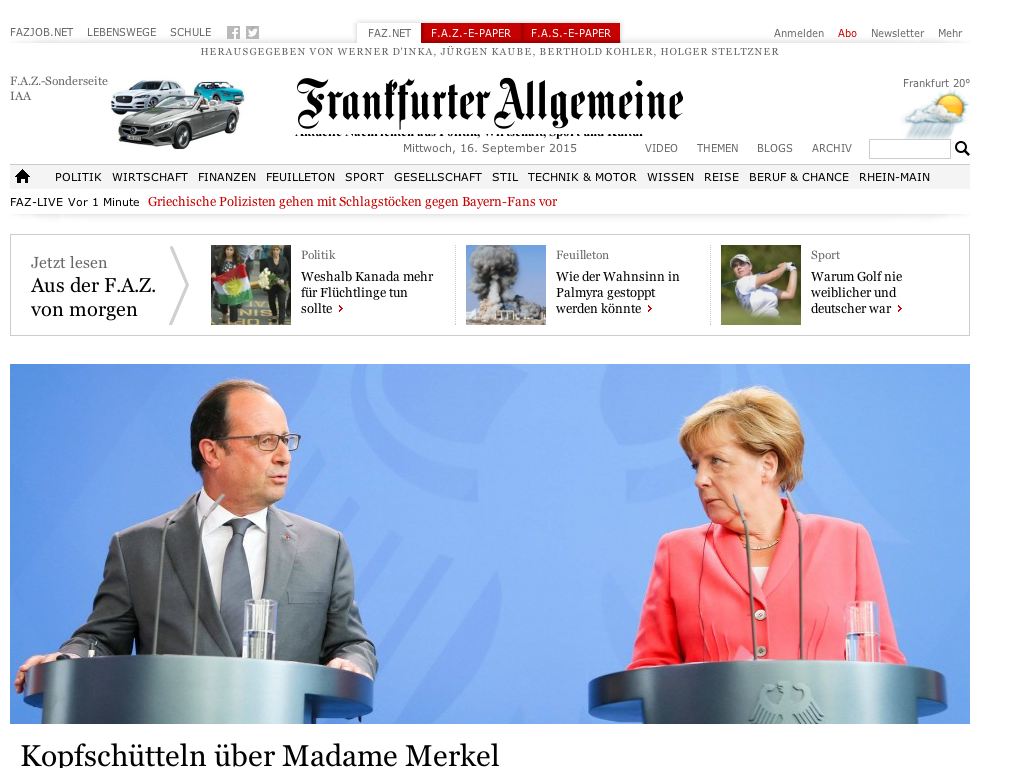 FAZJOB.NET LEBENSWEGE SCHULE
FAZ.NET F.A.Z.-E-PAPER F.A.S.-E-PAPER
Anmelden Abo Newsletter Mehr
HERAUSGEGEBEN VON WERNER D'INKA, JÜRGEN KAUBE, BERTHOLD KOHLER, HOLGER STELTZNER
F.A.Z.-Sonderseite
IAA
Frankfurter Allgemeine
Aktuelle Nachrichten aus Politik, Wirtschaft, Sport und Kultur
Frankfurt 20°
Mittwoch, 16. September 2015
VIDEO THEMEN BLOGS ARCHIV
POLITIK WIRTSCHAFT FINANZEN FEUILLETON SPORT GESELLSCHAFT STIL TECHNIK & MOTOR WISSEN REISE BERUF & CHANCE RHEIN-MAIN
FAZ-LIVE Vor 1 Minute Griechische Polizisten gehen mit Schlagstöcken gegen Bayern-Fans vor
Jetzt lesen
Aus der F.A.Z.
von morgen
Politik
Weshalb Kanada mehr
für Flüchtlinge tun
sollte
Feuilleton
Wie der Wahnsinn in
Palmyra gestoppt
werden könnte
Sport
Warum Golf nie
weiblicher und
deutscher war
Kopfschütteln über Madame Merkel